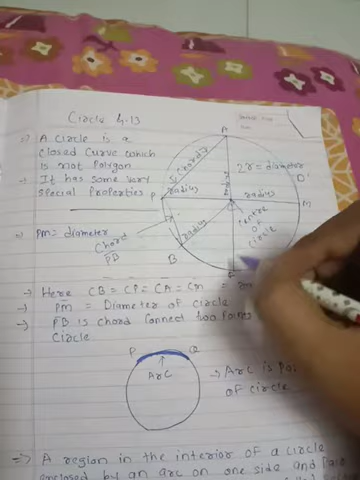 Circle 4.13
→ A circle is a
closed Curve which
is not Polygon
→ It has some very
special Properties
→ PM = diameter
Chord
PB
A
Chord
2r = diameter
D
P
radius
radius
M
radius
centre
of
circle
B
→ Here CB = CP = CA = CM =
→ PM = Diameter of circle
→ PB is chord Connect two Points
Circle
P
Q
Arc
→ Arc is
of circle
⇒ A region in the interior of a circle
enclosed by an arc on one side and